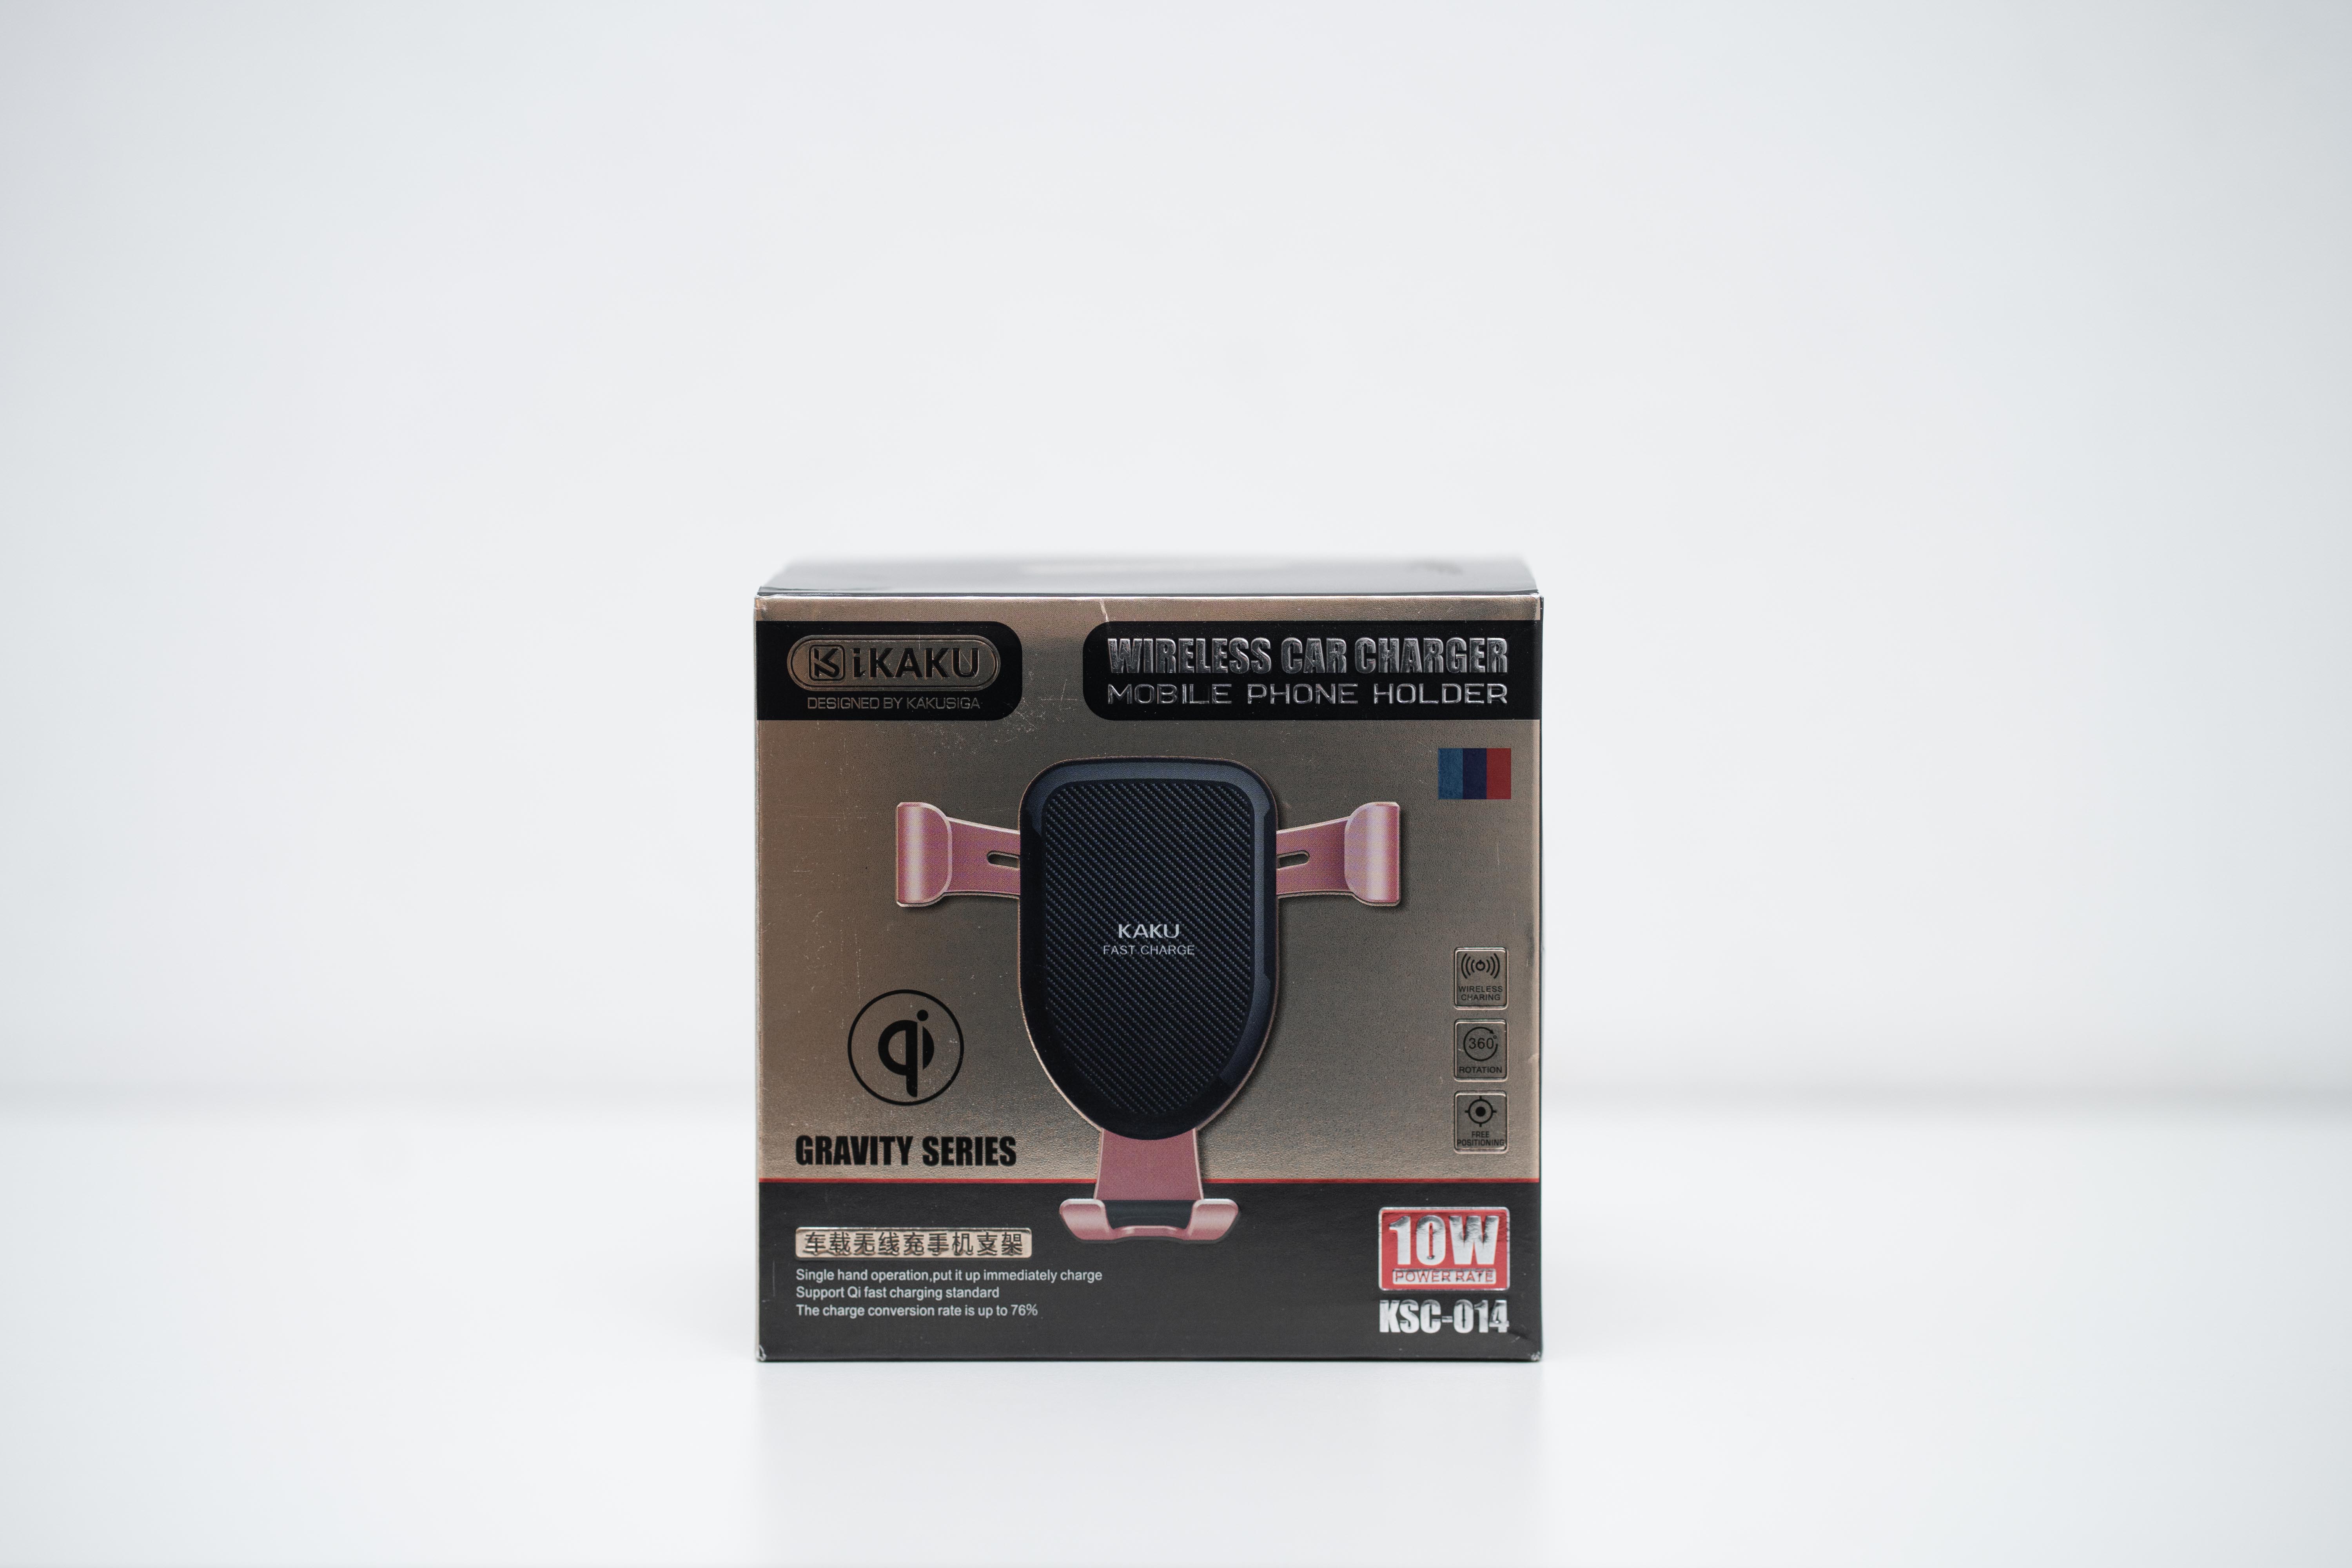 iKAKU
DESIGNED BY KAKUSIGA
WIRELESS CAR CHARGER
MOBILE PHONE HOLDER
KAKU
FAST CHARGE
qi
WIRELESS
CHARING
360°
ROTATION
FREE
POSITIONING
GRAVITY SERIES
车载无线充手机支架
Single hand operation,put it up immediately charge
Support Qi fast charging standard
The charge conversion rate is up to 76%
10W
POWER RATE
KSC-014